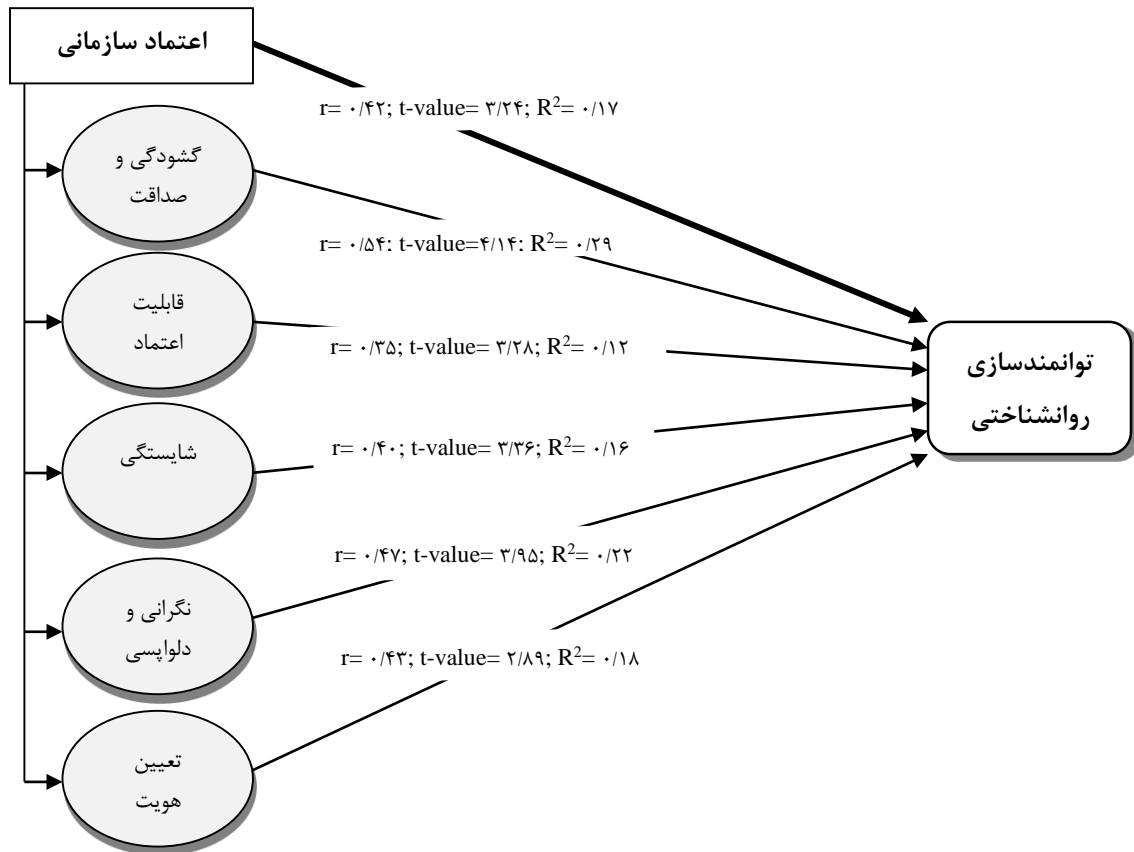 اعتماد سازمانی
r= ۰/۴۲; t-value= ۳/۲۴; R²= ۰/۱۷
گشودگی و
صداقت
r= ۰/۵۴; t-value=۴/۱۴; R²= ۰/۲۹
قابلیت
اعتماد
r= ۰/۳۵; t-value= ۳/۲۸; R²= ۰/۱۲
توانمندسازی
روانشناختی
شایستگی
r= ۰/۴۰; t-value= ۳/۳۶; R²= ۰/۱۶
نگرانی و
دلواپسی
r= ۰/۴۷; t-value= ۳/۹۵; R²= ۰/۲۲
r= ۰/۴۳; t-value= ۲/۸۹; R²= ۰/۱۸
تعیین
هویت